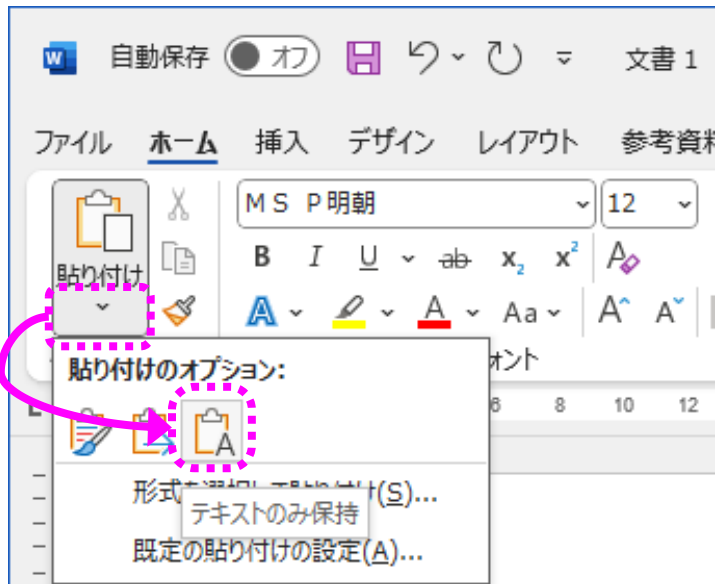 自動保存 オフ 文書 1
ファイル ホーム 挿入 デザイン レイアウト 参考資
貼り付け
ＭＳ Ｐ明朝 12
B I U ab x₂ x² A
A A Aa A^ Aˇ
ォント
貼り付けのオプション:
6 8 10 12
形式を選択して貼り付け(S)...
テキストのみ保持
既定の貼り付けの設定(A)...